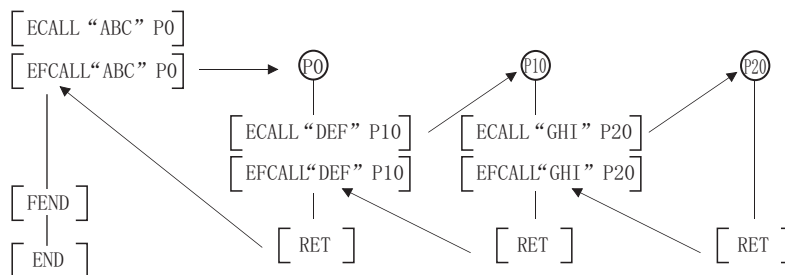 ECALL “ABC” P0
EFCALL“ABC” P0
P0
P10
P20
ECALL “DEF” P10
ECALL “GHI” P20
EFCALL“DEF” P10
EFCALL“GHI” P20
FEND
END
RET
RET
RET